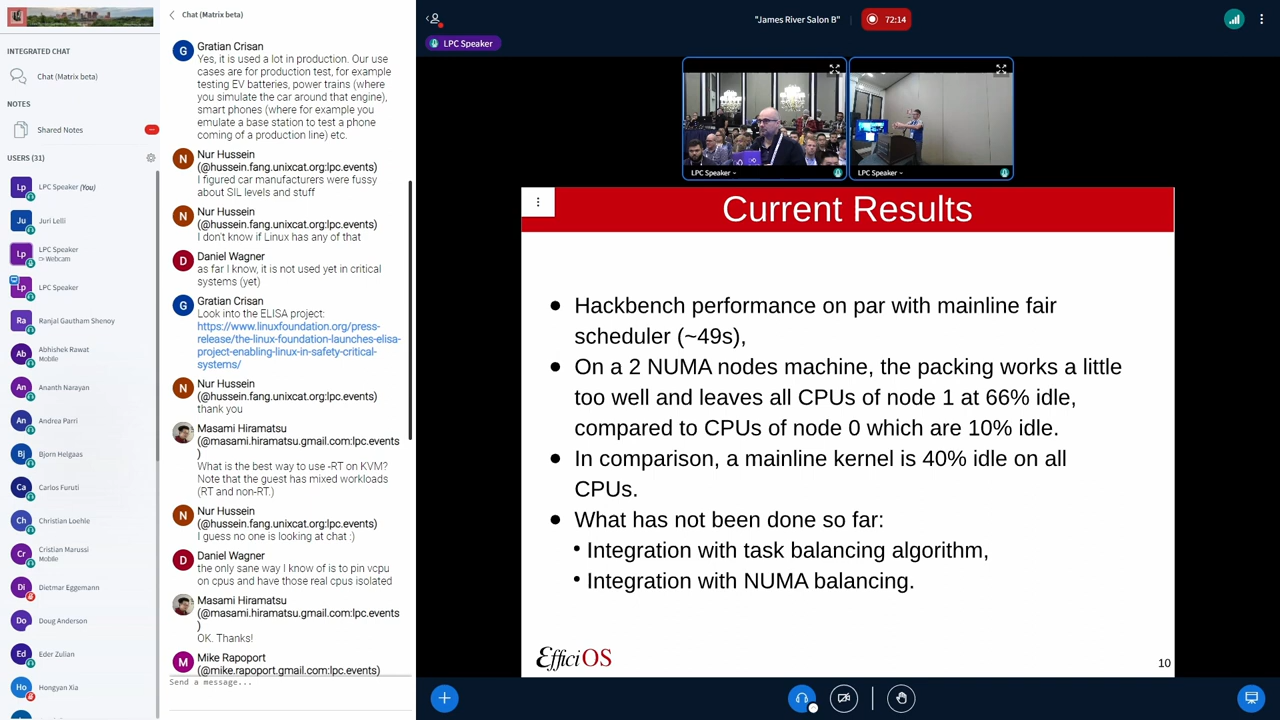 INTEGRATED CHAT
Chat (Matrix beta)
NOTES
Shared Notes
USERS (31)
Lp
LPC Speaker (You)
Ju
Juri Lelli
Lp
LPC Speaker
Webcam
LPC Speaker
Ra
Ranjal Gautham Shenoy
Ab
Abhishek Rawat
Mobile
An
Ananth Narayan
An
Andrea Parri
Bj
Bjorn Helgaas
Ca
Carlos Furuti
Ch
Christian Loehle
Cr
Cristian Marussi
Mobile
Di
Dietmar Eggemann
Do
Doug Anderson
Ed
Eder Zulian
Ho
Hongyan Xia
Chat (Matrix beta)
G
Gratian Crisan
Yes, it is used a lot in production. Our use
cases are for production test, for example
testing EV batteries, power trains (where
you simulate the car around that engine),
smart phones (where for example you
emulate a base station to test a phone
coming of a production line) etc.
N
Nur Hussein
(@hussein.fang.unixcat.org:lpc.events)
I figured car manufacturers were fussy
about SIL levels and stuff
N
Nur Hussein
(@hussein.fang.unixcat.org:lpc.events)
I don't know if Linux has any of that
D
Daniel Wagner
as far I know, it is not used yet in critical
systems (yet)
G
Gratian Crisan
Look into the ELISA project:
https://www.linuxfoundation.org/press-
release/the-linux-foundation-launches-elisa-
project-enabling-linux-in-safety-critical-
systems/
N
Nur Hussein
(@hussein.fang.unixcat.org:lpc.events)
thank you
Masami Hiramatsu
(@masami.hiramatsu.gmail.com:lpc.events
)
What is the best way to use -RT on KVM?
Note that the guest has mixed workloads
(RT and non-RT.)
N
Nur Hussein
(@hussein.fang.unixcat.org:lpc.events)
I guess no one is looking at chat :)
D
Daniel Wagner
the only sane way I know of is to pin vcpu
on cpus and have those real cpus isolated
Masami Hiramatsu
(@masami.hiramatsu.gmail.com:lpc.events
)
OK. Thanks!
M
Mike Rapoport
(@mike.rapoport.gmail.com:lpc.events)
Send a message...
"James River Salon B"
72:14
LPC Speaker
LPC Speaker
LPC Speaker
Current Results
● Hackbench performance on par with mainline fair
scheduler (~49s),
● On a 2 NUMA nodes machine, the packing works a little
too well and leaves all CPUs of node 1 at 66% idle,
compared to CPUs of node 0 which are 10% idle.
● In comparison, a mainline kernel is 40% idle on all
CPUs.
● What has not been done so far:
• Integration with task balancing algorithm,
• Integration with NUMA balancing.
EfficiOS
10